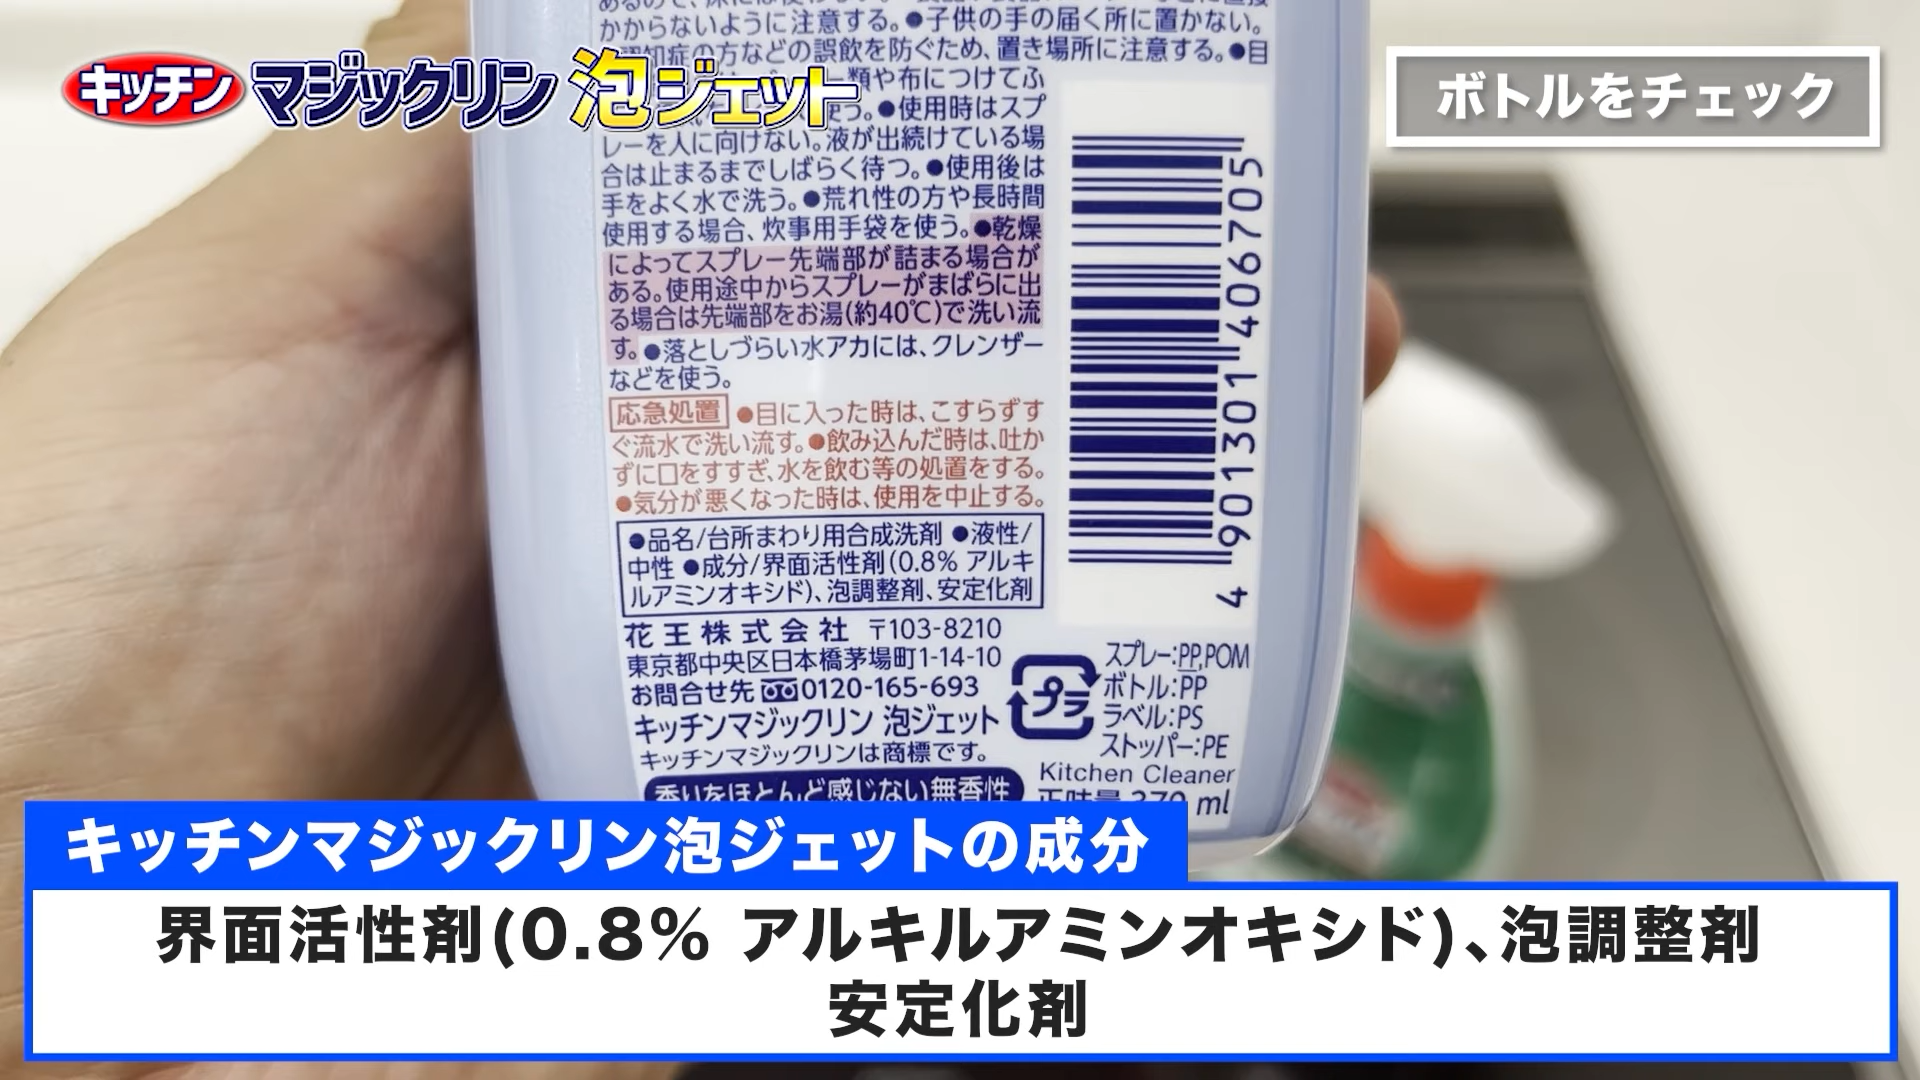 キッチン マジックリン 泡ジェット
ボトルをチェック
かからないように注意する。●子供の手の届く所に置かない。
の方などの誤飲を防ぐため、置き場所に注意する。●目
類や布につけてふ
う。●使用時はスプ
レーを人に向けない。液が出続けている場
合は止まるまでしばらく待つ。●使用後は
手をよく水で洗う。●荒れ性の方や長時間
使用する場合、炊事用手袋を使う。●乾燥
によってスプレー先端部が詰まる場合が
ある。使用途中からスプレーがまばらに出
る場合は先端部をお湯(約40℃)で洗い流
す。●落としづらい水アカには、クレンザー
などを使う。
応急処置 ●目に入った時は、こすらずす
ぐ流水で洗い流す。●飲み込んだ時は、吐か
ずに口をすすぎ、水を飲む等の処置をする。
●気分が悪くなった時は、使用を中止する。
●品名/台所まわり用合成洗剤 ●液性/
中性 ●成分/界面活性剤(0.8% アルキ
ルアミンオキシド)、泡調整剤、安定化剤
花王株式会社 〒103-8210
東京都中央区日本橋茅場町1-14-10
お問合せ先 0120-165-693
キッチンマジックリン 泡ジェット
キッチンマジックリンは商標です。
香りをほとんど感じない無香性
4 901301 406705
プラ
スプレー:PP,POM
ボトル:PP
ラベル:PS
ストッパー:PE
Kitchen Cleaner
正味量 370 ml
キッチンマジックリン泡ジェットの成分
界面活性剤(0.8% アルキルアミンオキシド)、泡調整剤
安定化剤